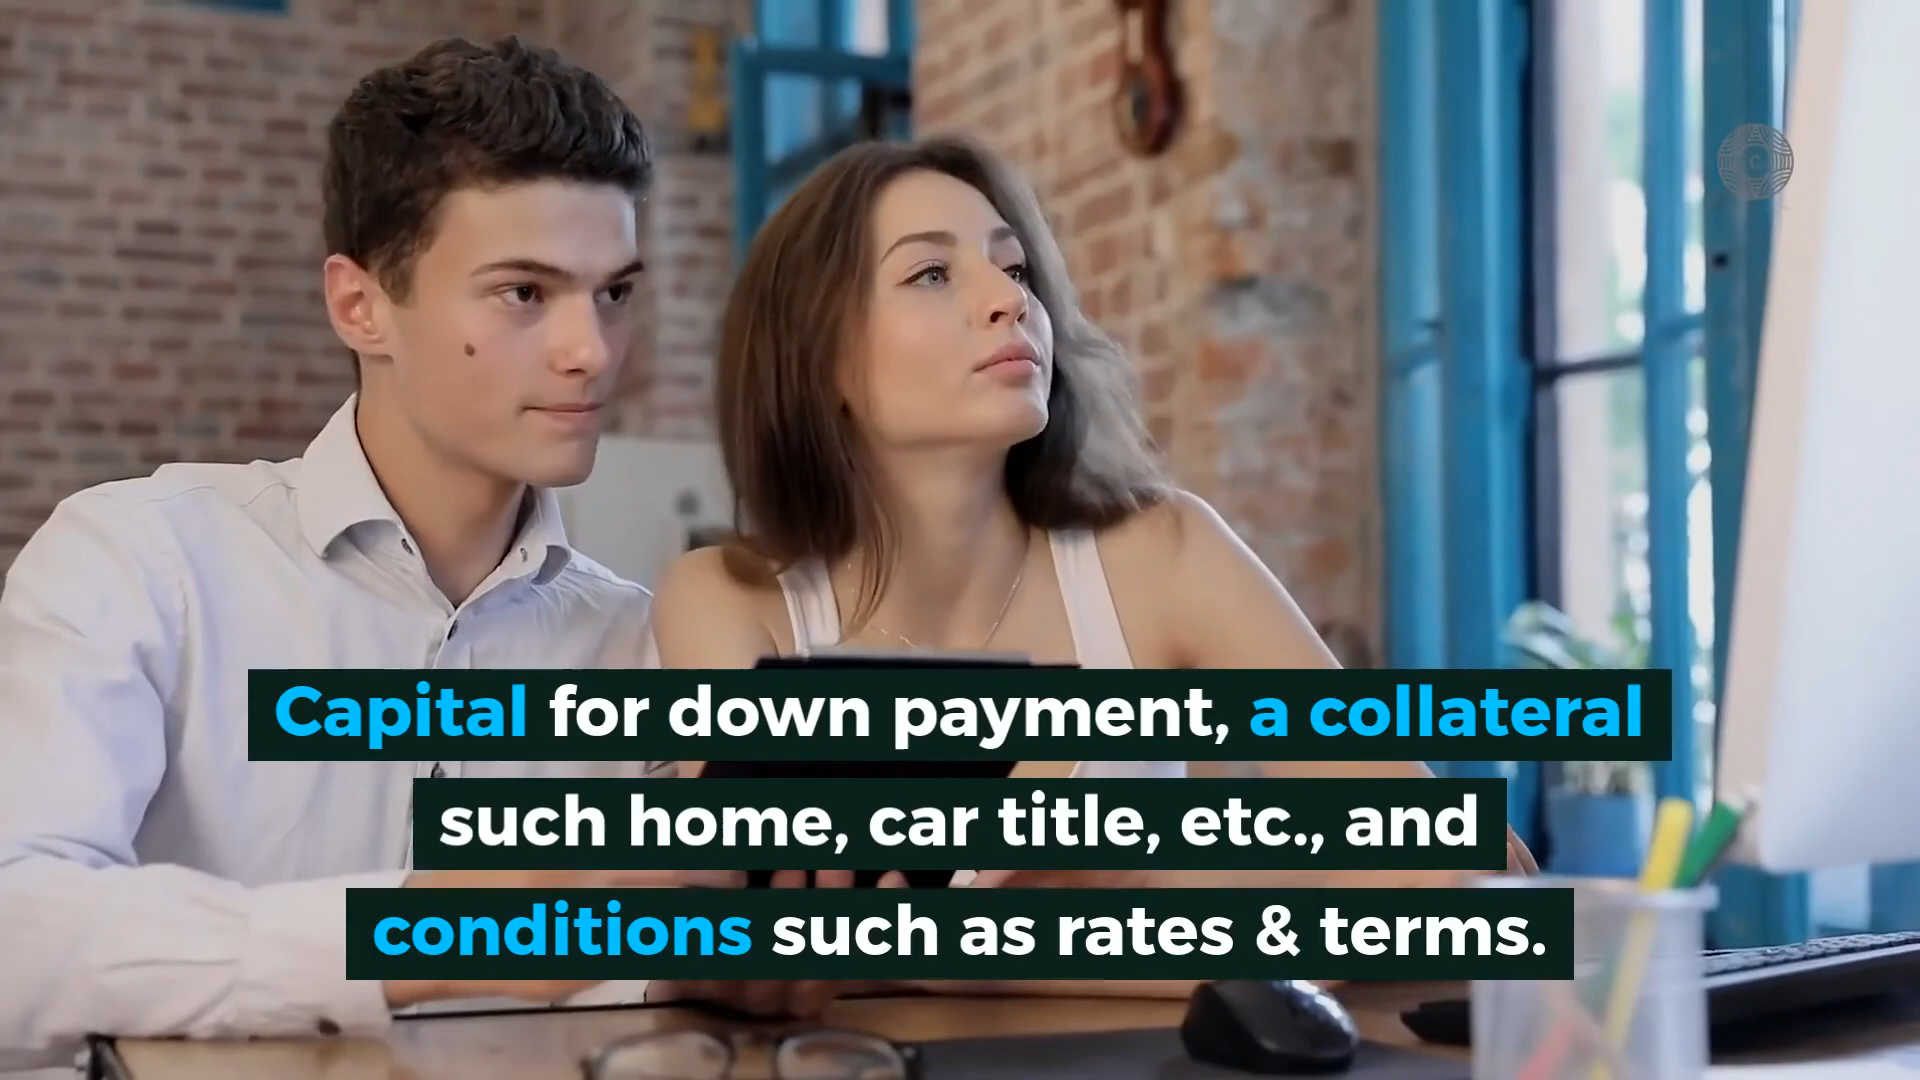 Capital for down payment, a collateral
such home, car title, etc., and
conditions such as rates & terms.
C